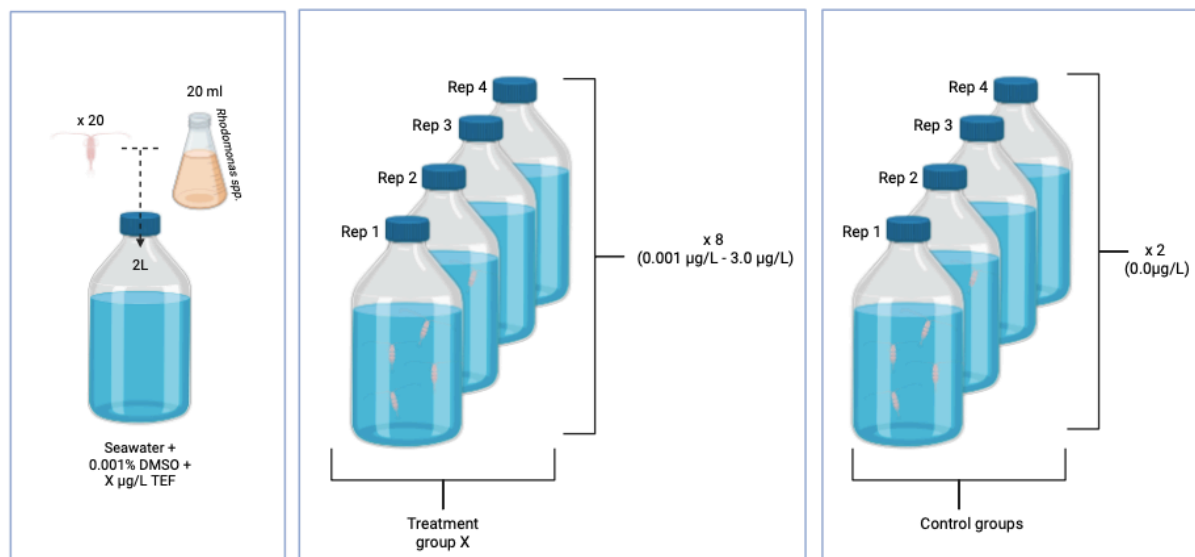 x 20
20 ml
Rhodomonas spp.
2L
Seawater +
0.001% DMSO +
X µg/L TEF
Rep 4
Rep 3
Rep 2
Rep 1
x 8
(0.001 µg/L - 3.0 µg/L)
Treatment
group X
Rep 4
Rep 3
Rep 2
Rep 1
x 2
(0.0µg/L)
Control groups